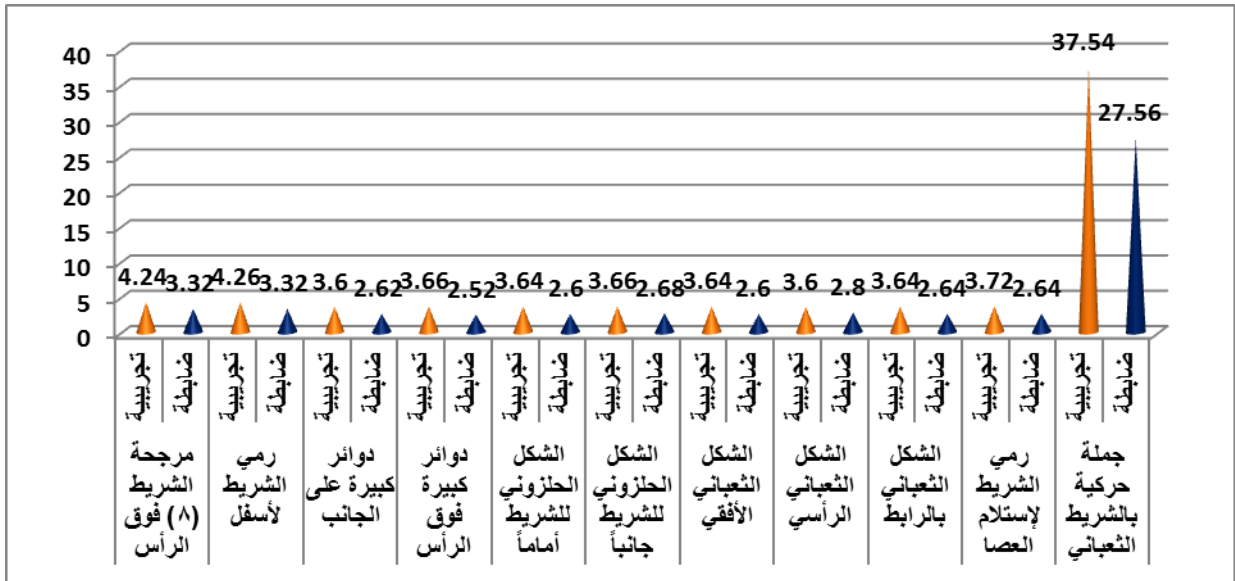 40
35
30
25
20
15
10
5
0
4.24 3.32 4.26 3.32 3.6 2.62 3.66 2.52 3.64 2.6 3.66 2.68 3.64 2.6 3.6 2.8 3.64 2.64 3.72 2.64 37.54 27.56
تجريبية ضابطة تجريبية ضابطة تجريبية ضابطة تجريبية ضابطة تجريبية ضابطة تجريبية ضابطة تجريبية ضابطة تجريبية ضابطة تجريبية ضابطة تجريبية ضابطة تجريبية ضابطة
مرجحة
الشريط
(٨) فوق
الرأس
رمي
الشريط
لأسفل
دوائر
كبيرة على
الجانب
دوائر
كبيرة
فوق
الرأس
الشكل
الحلزوني
للشريط
أماماً
الشكل
الحلزوني
للشريط
جانباً
الشكل
الثعباني
الأفقي
الشكل
الثعباني
الرأسي
الشكل
الثعباني
بالرابط
رمي
الشريط
لإستلام
العصا
جملة
حركية
بالشريط
الثعباني